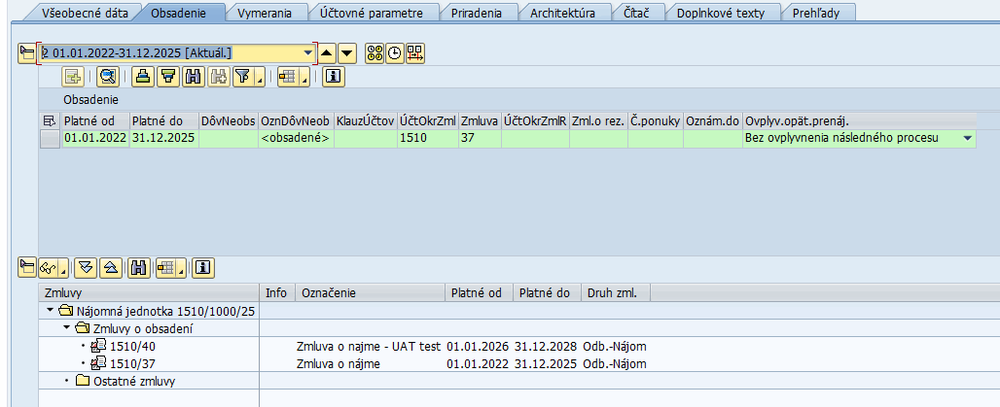 Všeobecné dáta Obsadenie Vymerania Účtovné parametre Priradenia Architektúra Čítač Doplnkové texty Prehľady
2 01.01.2022-31.12.2025 [Aktuál.]
Obsadenie
Platné od Platné do DôvNeobs OznDôvNeob KlauzÚčtov ÚčtOkrZml Zmluva ÚčtOkrZmlR Zml.o rez. Č.ponuky Oznám.do Ovplyv.opät.prenáj.
01.01.2022 31.12.2025 <obsadené> 1510 37 Bez ovplyvnenia následného procesu
Zmluvy Info Označenie Platné od Platné do Druh zml.
Nájomná jednotka 1510/1000/25
Zmluvy o obsadení
1510/40 Zmluva o najme - UAT test 01.01.2026 31.12.2028 Odb.-Nájom
1510/37 Zmluva o nájme 01.01.2022 31.12.2025 Odb.-Nájom
Ostatné zmluvy